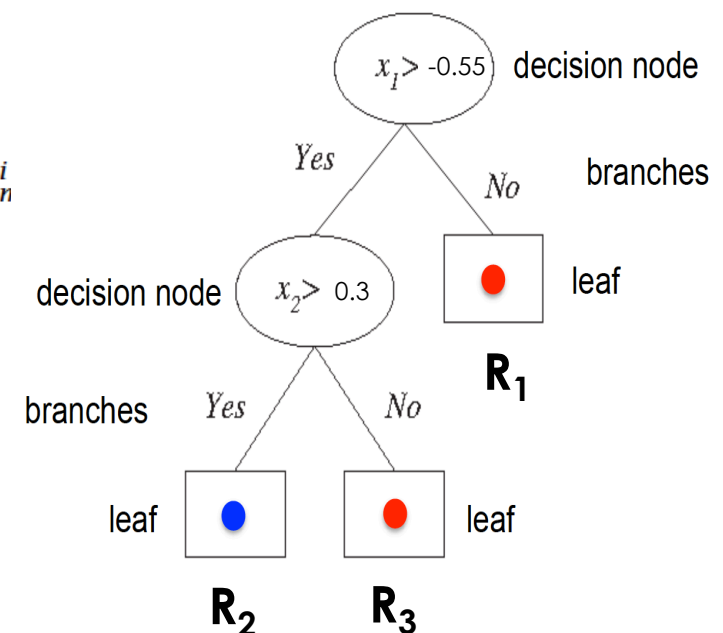 x₁> -0.55 decision node
i
n
Yes
No
branches
decision node
x₂> 0.3
leaf
R₁
branches
Yes
No
leaf
leaf
R₂
R₃